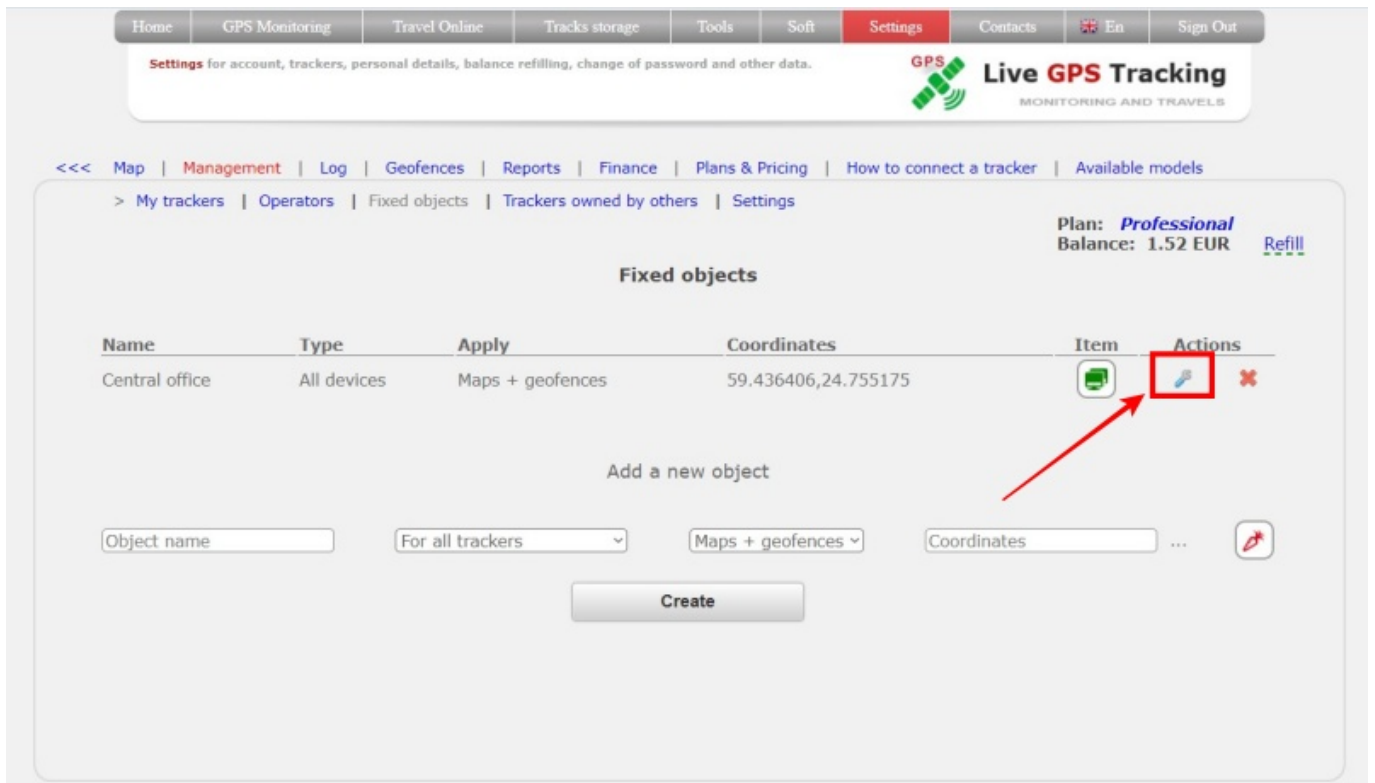 Home GPS Monitoring Travel Online Tracks storage Tools Soft Settings Contacts En Sign Out
Settings for account, trackers, personal details, balance refilling, change of password and other data.
GPS
Live GPS Tracking
MONITORING AND TRAVELS
<<< Map | Management | Log | Geofences | Reports | Finance | Plans & Pricing | How to connect a tracker | Available models
> My trackers | Operators | Fixed objects | Trackers owned by others | Settings
Plan: Professional
Balance: 1.52 EUR Refill
Fixed objects
Name Type Apply Coordinates Item Actions
Central office All devices Maps + geofences 59.436406,24.755175
Add a new object
Object name For all trackers Maps + geofences Coordinates ...
Create